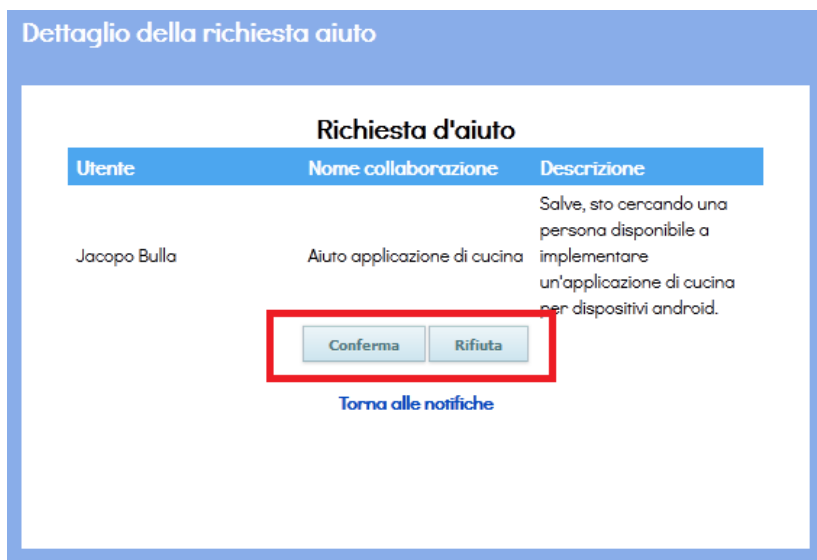 Dettaglio della richiesta aiuto
Richiesta d'aiuto
Utente Nome collaborazione Descrizione
Jacopo Bulla Aiuto applicazione di cucina
Salve, sto cercando una
persona disponibile a
implementare
un'applicazione di cucina
per dispositivi android.
Conferma Rifiuta
Torna alle notifiche